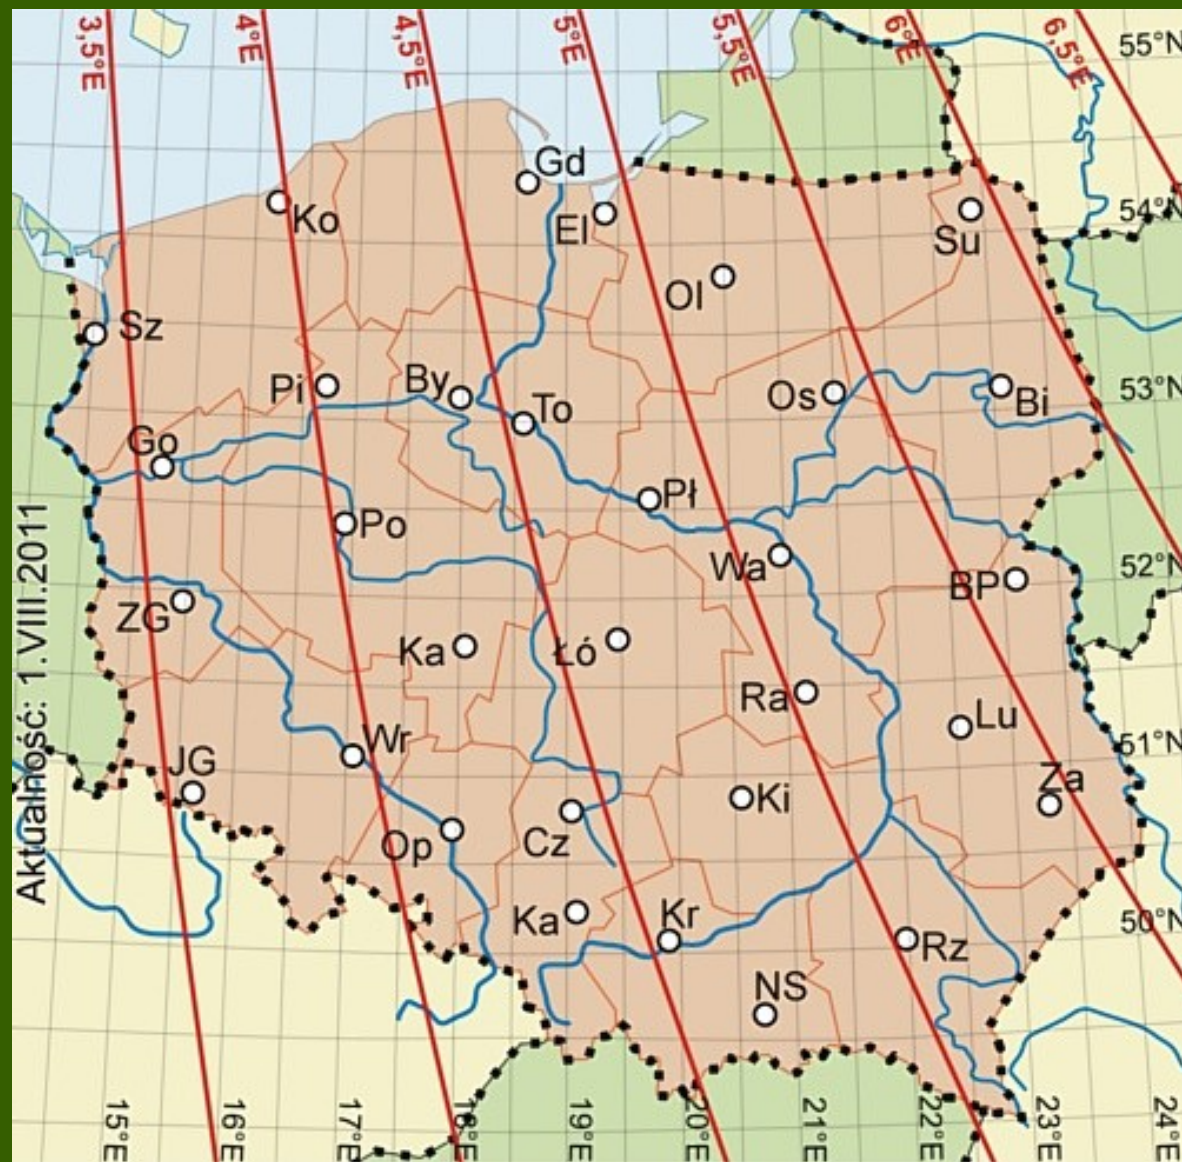 3,5°E
4°E
4,5°E
5°E
5,5°E
6°E
6,5°E
55°N
Gd
54°N
Ko
El
Su
Ol
Sz
Pi
By
Os
53°N
Bi
To
Go
Pł
Po
Wa
52°N
BP
ZG
Ka
Łó
Ra
Lu
Wr
51°N
JG
Za
Ki
Op
Cz
Ka
Kr
50°N
Rz
NS
15°E
16°E
17°E
18°E
19°E
20°E
21°E
22°E
23°E
24°E
Aktualność: 1.VIII.2011